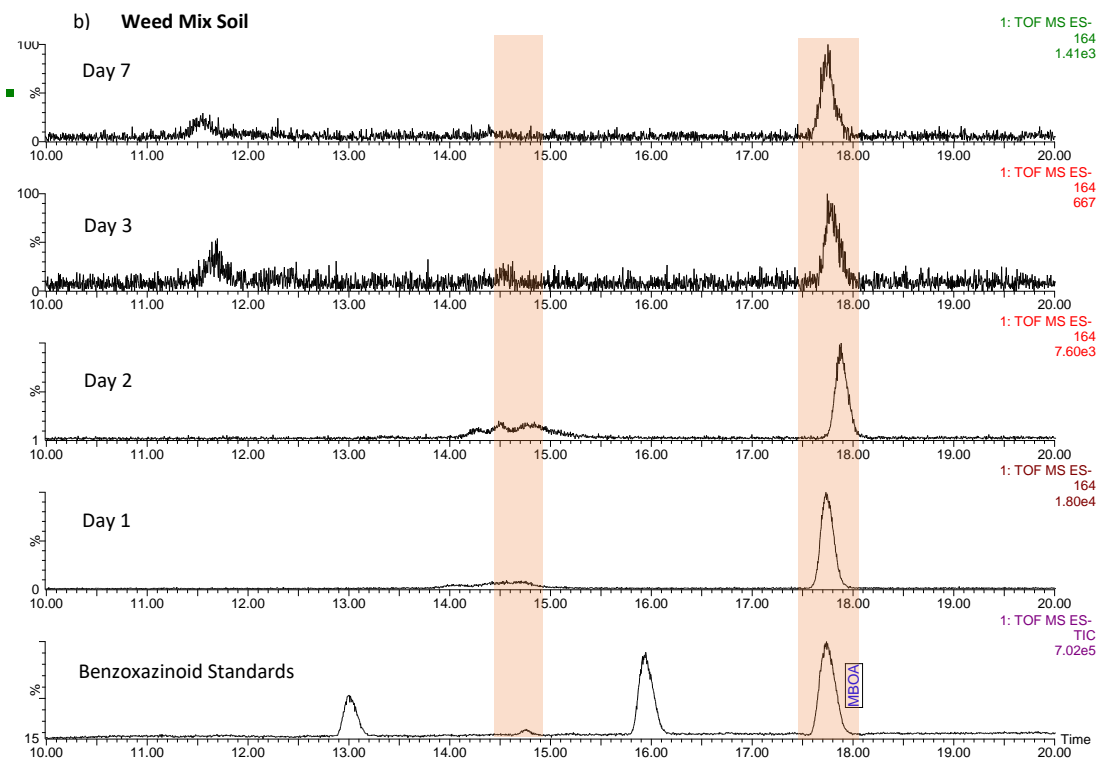 b) Weed Mix Soil
1: TOF MS ES-
164
1.41e3
Day 7
100
%
0
10.00 11.00 12.00 13.00 14.00 15.00 16.00 17.00 18.00 19.00 20.00
1: TOF MS ES-
164
667
Day 3
100
%
0
10.00 11.00 12.00 13.00 14.00 15.00 16.00 17.00 18.00 19.00 20.00
1: TOF MS ES-
164
7.60e3
Day 2
%
1
10.00 11.00 12.00 13.00 14.00 15.00 16.00 17.00 18.00 19.00 20.00
1: TOF MS ES-
164
1.80e4
Day 1
%
0
10.00 11.00 12.00 13.00 14.00 15.00 16.00 17.00 18.00 19.00 20.00
1: TOF MS ES-
TIC
7.02e5
Benzoxazinoid Standards
%
MBOA
15
Time
10.00 11.00 12.00 13.00 14.00 15.00 16.00 17.00 18.00 19.00 20.00